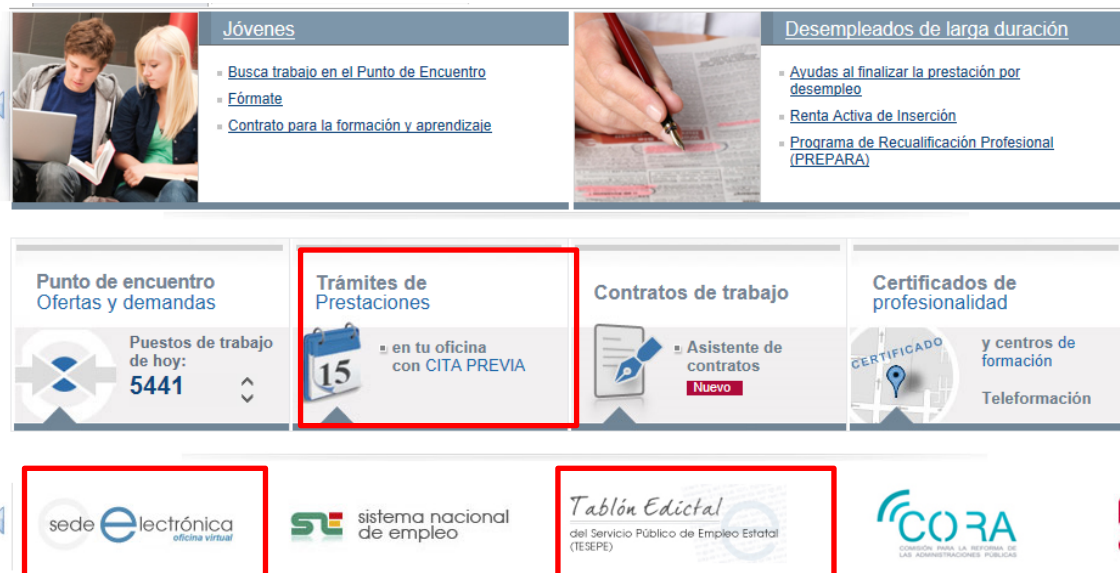 Jóvenes
Busca trabajo en el Punto de Encuentro
Fórmate
Contrato para la formación y aprendizaje
Desempleados de larga duración
Ayudas al finalizar la prestación por
desempleo
Renta Activa de Inserción
Programa de Recualificación Profesional
(PREPARA)
Punto de encuentro
Ofertas y demandas
Puestos de trabajo
de hoy:
5441
Trámites de
Prestaciones
15
en tu oficina
con CITA PREVIA
Contratos de trabajo
Asistente de
contratos
Nuevo
Certificados de
profesionalidad
CERTIFICADO
y centros de
formación
Teleformación
sede electrónica
oficina virtual
sne sistema nacional
de empleo
Tablón Edictal
del Servicio Público de Empleo Estatal
(TESEPE)
CORA
COMISIÓN PARA LA REFORMA DE
LAS ADMINISTRACIONES PÚBLICAS